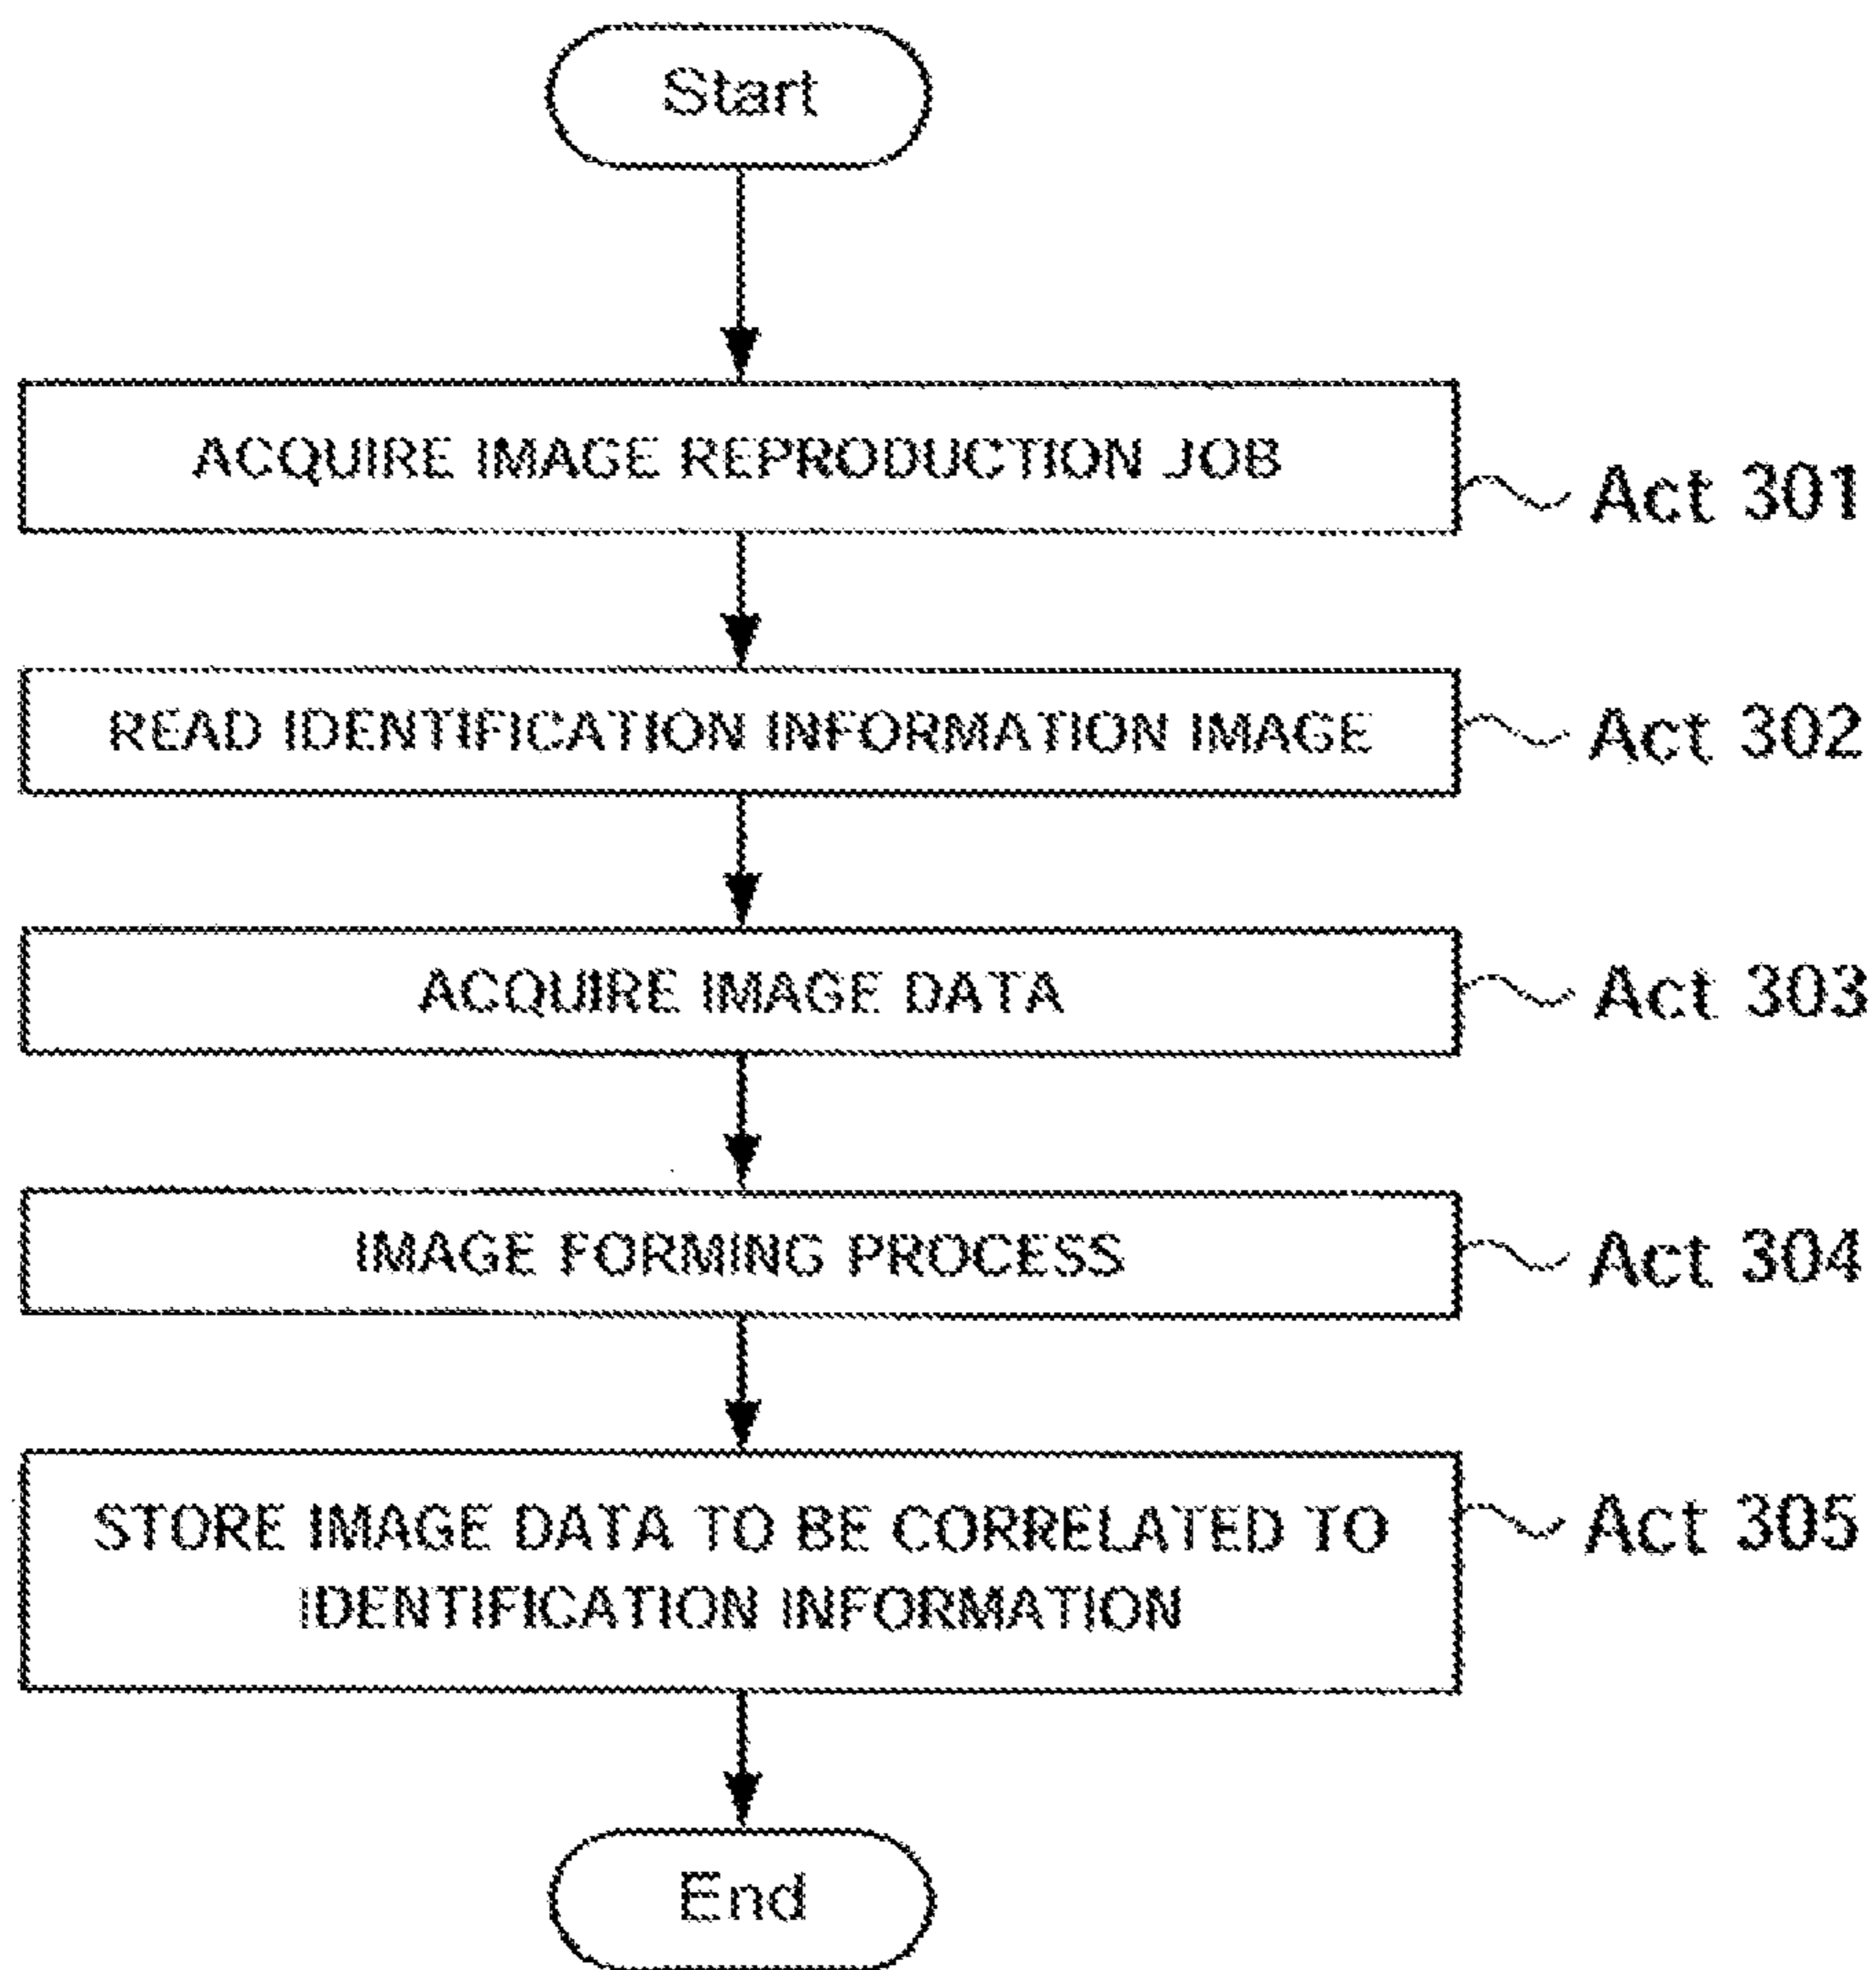 Start
ACQUIRE IMAGE REPRODUCTION JOB
Act 301
READ IDENTIFICATION INFORMATION IMAGE
Act 302
ACQUIRE IMAGE DATA
Act 303
IMAGE FORMING PROCESS
Act 304
STORE IMAGE DATA TO BE CORRELATED TO
IDENTIFICATION INFORMATION
Act 305
End